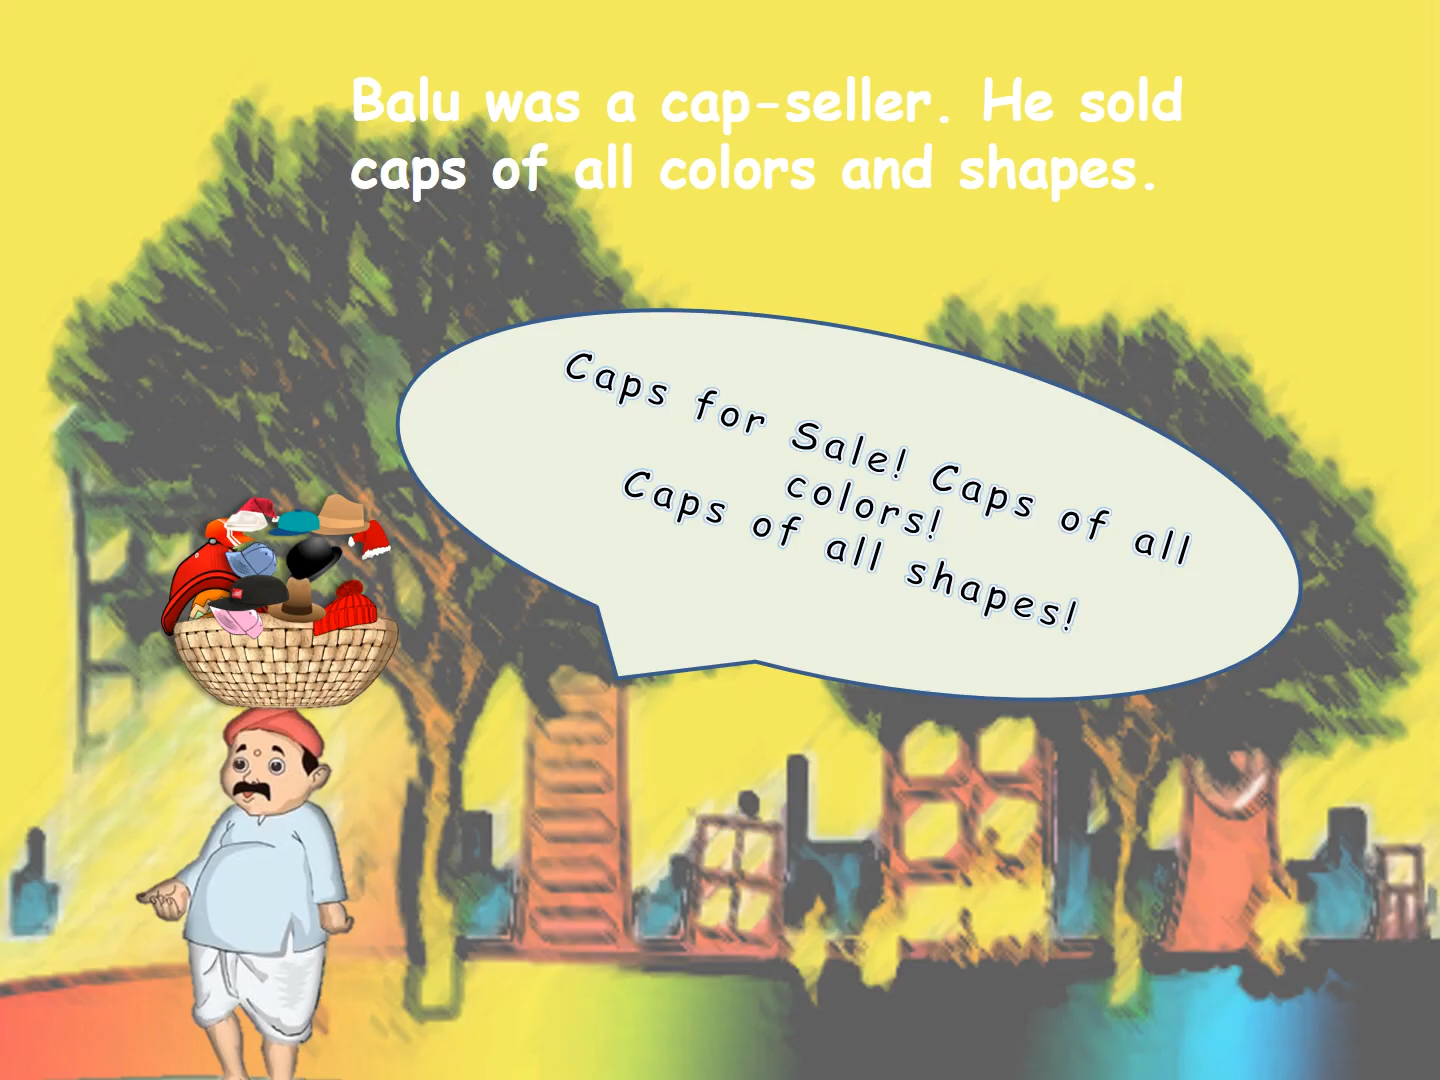 Balu was a cap-seller. He sold
caps of all colors and shapes.
Caps for Sale! Caps of all
colors!
Caps of all shapes!